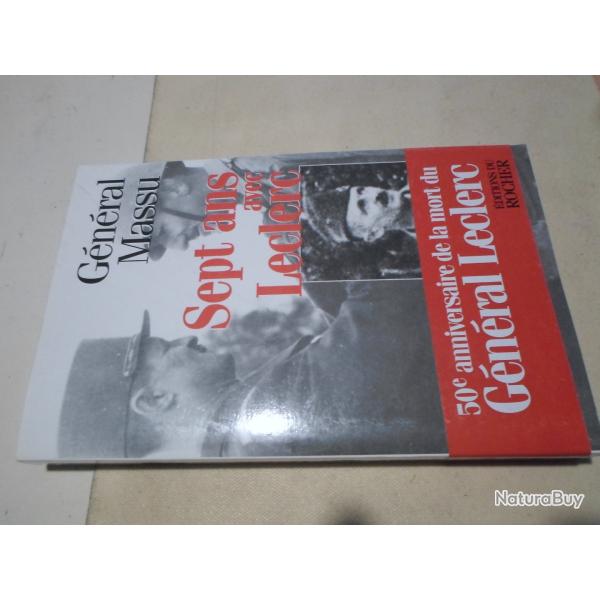 Général
Massu
Sept ans
avec
Leclerc
50e anniversaire de la mort du
Général Leclerc
ÉDITIONS DU
ROCHER
NaturaBuy